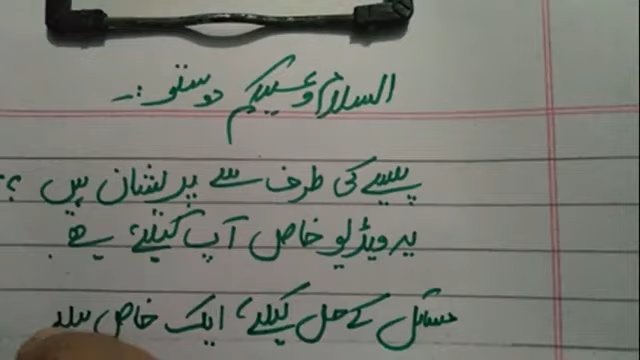 السلام وعلیکم دوستو :۔
پیسے کی طرف سے پریشان ہیں ؟
یہ ویڈیو خاص آپ کیلئے ہے۔
مسائل کے حل کیلئے ایک خاص